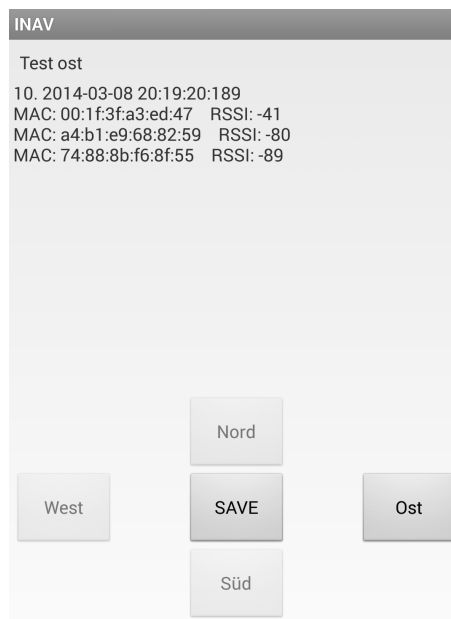 INAV
Test ost
10. 2014-03-08 20:19:20:189
MAC: 00:1f:3f:a3:ed:47 RSSI: -41
MAC: a4:b1:e9:68:82:59 RSSI: -80
MAC: 74:88:8b:f6:8f:55 RSSI: -89
Nord
West SAVE Ost
Süd